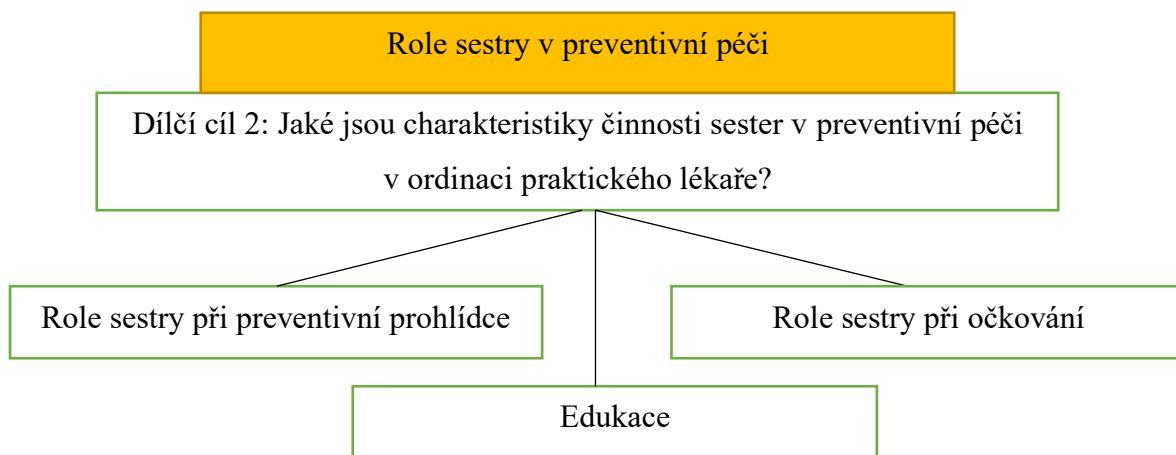 Role sestry v preventivní péči
Dílčí cíl 2: Jaké jsou charakteristiky činnosti sester v preventivní péči
v ordinaci praktického lékaře?
Role sestry při preventivní prohlídce
Role sestry při očkování
Edukace